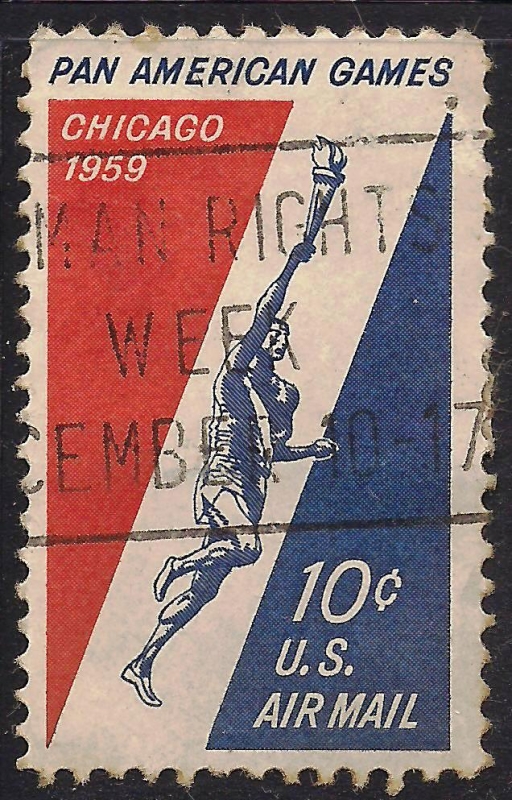 PAN AMERICAN GAMES
CHICAGO
1959
MAN RIGHTS
WEEK
CEMBER 10-17
10¢
U.S.
AIR MAIL